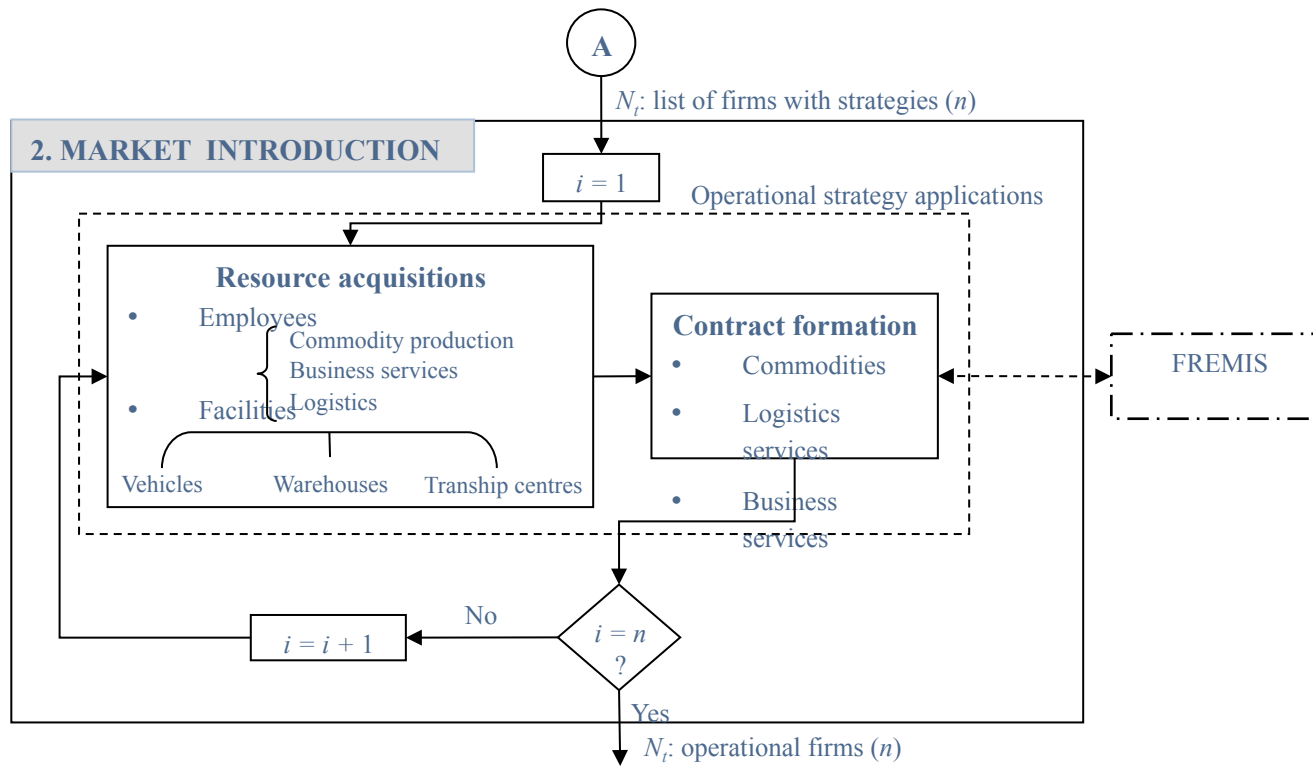 A
Nt: list of firms with strategies (n)
2. MARKET INTRODUCTION
i = 1
Operational strategy applications
Resource acquisitions
• Employees
Commodity production
Business services
Logistics
• Facilities
Vehicles
Warehouses
Tranship centres
Contract formation
• Commodities
• Logistics
services
• Business
services
FREMIS
i = n
?
No
i = i + 1
Yes
Nt: operational firms (n)